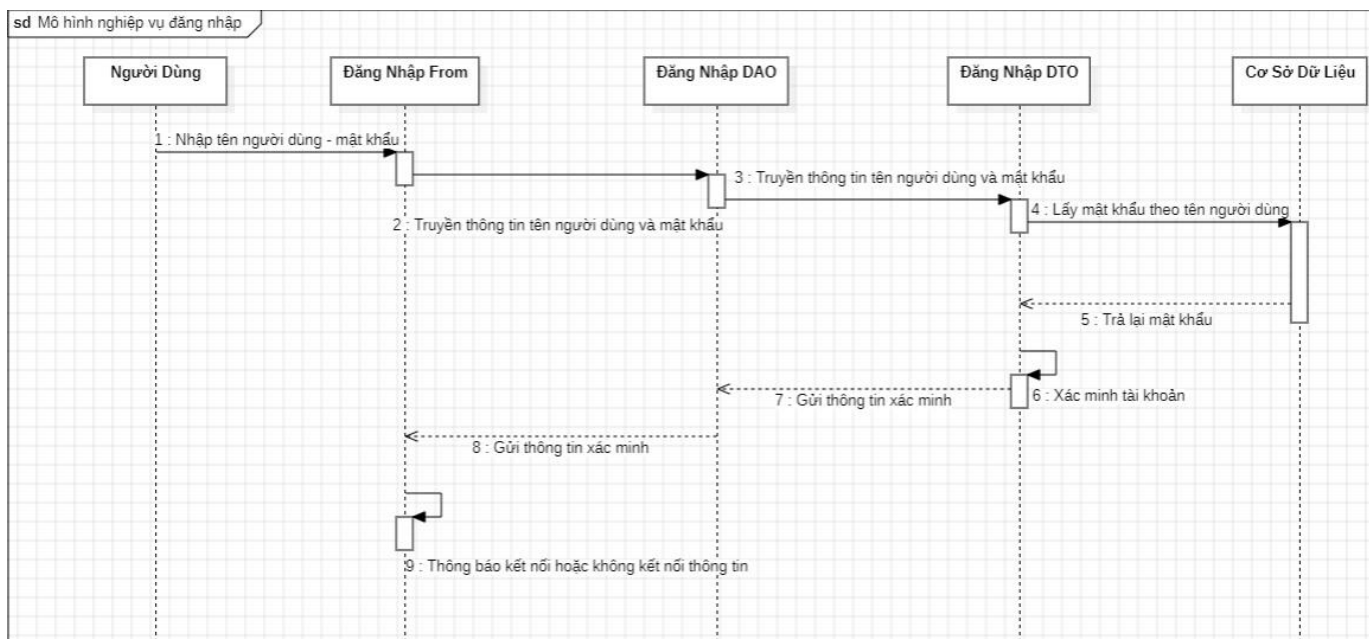 sd Mô hình nghiệp vụ đăng nhập
Người Dùng
Đăng Nhập From
Đăng Nhập DAO
Đăng Nhập DTO
Cơ Sở Dữ Liệu
1 : Nhập tên người dùng - mật khẩu
3 : Truyền thông tin tên người dùng và mật khẩu
4 : Lấy mật khẩu theo tên người dùng
2 : Truyền thông tin tên người dùng và mật khẩu
5 : Trả lại mật khẩu
6 : Xác minh tài khoản
7 : Gửi thông tin xác minh
8 : Gửi thông tin xác minh
9 : Thông báo kết nối hoặc không kết nối thông tin